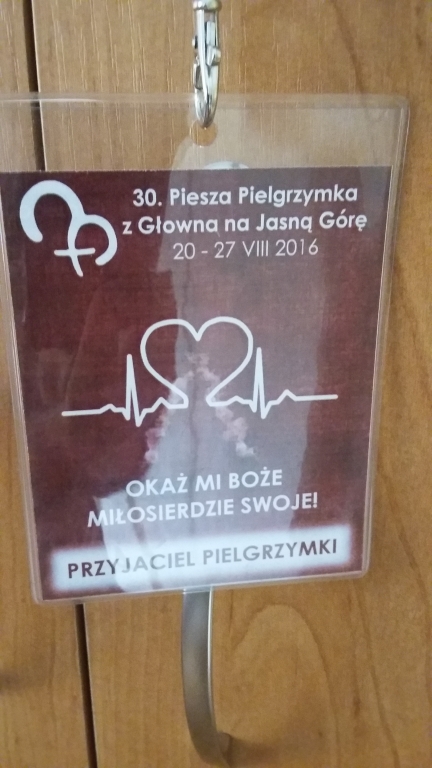 30. Piesza Pielgrzymka
z Głowna na Jasną Górę
20 - 27 VIII 2016
OKAŻ MI BOŻE
MIŁOSIERDZIE SWOJE!
PRZYJACIEL PIELGRZYMKI